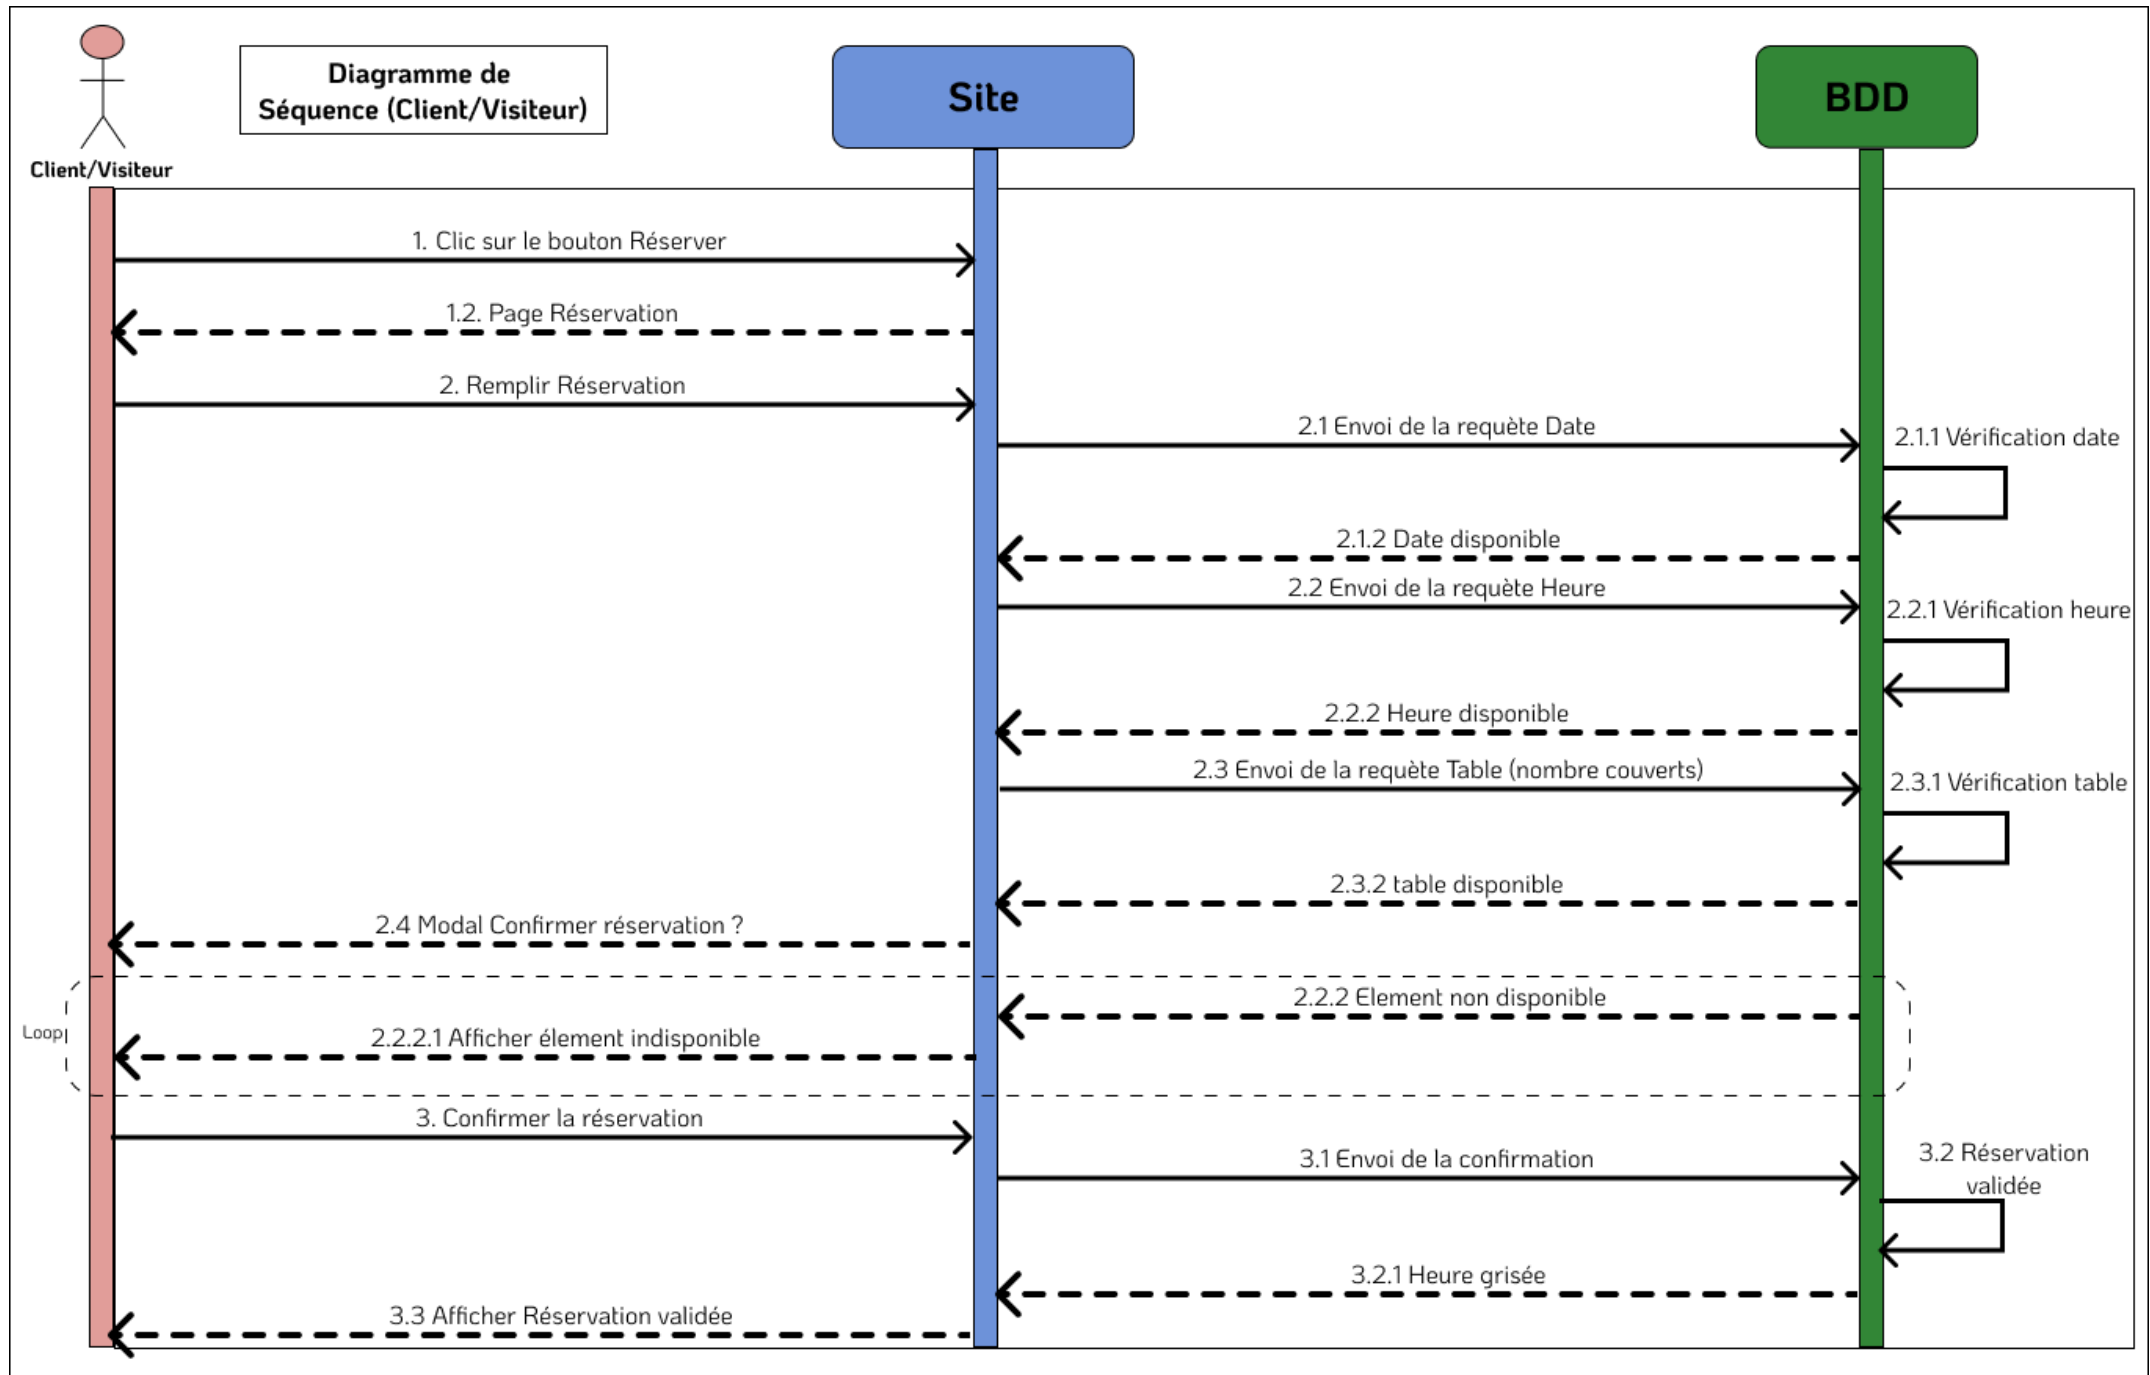 Diagramme de
Séquence (Client/Visiteur)
Site
BDD
Client/Visiteur
1. Clic sur le bouton Réserver
1.2. Page Réservation
2. Remplir Réservation
2.1 Envoi de la requète Date
2.1.1 Vérification date
2.1.2 Date disponible
2.2 Envoi de la requète Heure
2.2.1 Vérification heure
2.2.2 Heure disponible
2.3 Envoi de la requète Table (nombre couverts)
2.3.1 Vérification table
2.3.2 table disponible
2.4 Modal Confirmer réservation ?
2.2.2 Element non disponible
Loop
2.2.2.1 Afficher élement indisponible
3. Confirmer la réservation
3.1 Envoi de la confirmation
3.2 Réservation
validée
3.2.1 Heure grisée
3.3 Afficher Réservation validée